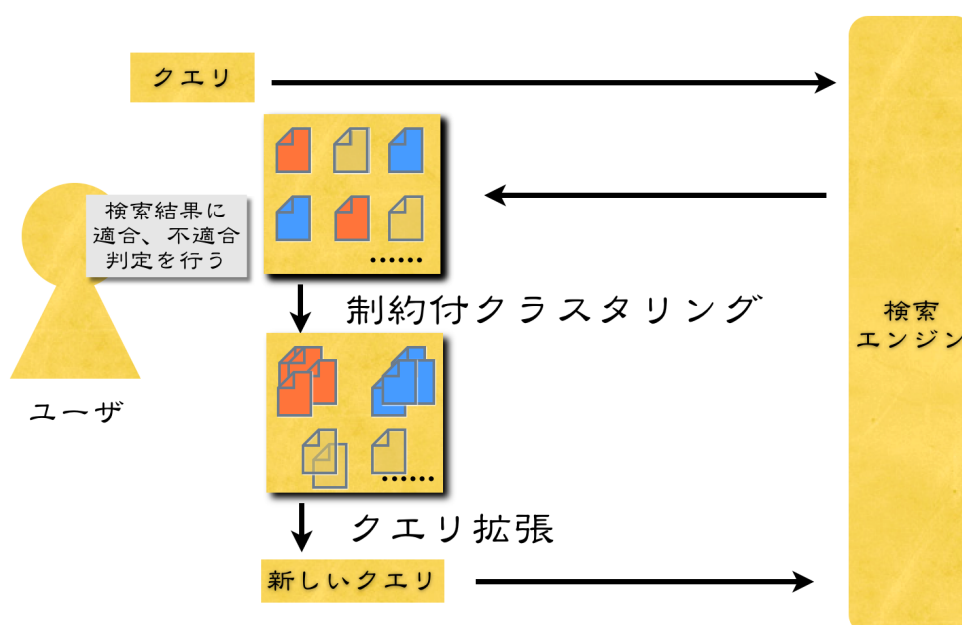 クエリ
検索結果に
適合、不適合
判定を行う
……
制約付クラスタリング
検索
エンジン
ユーザ
……
クエリ拡張
新しいクエリ